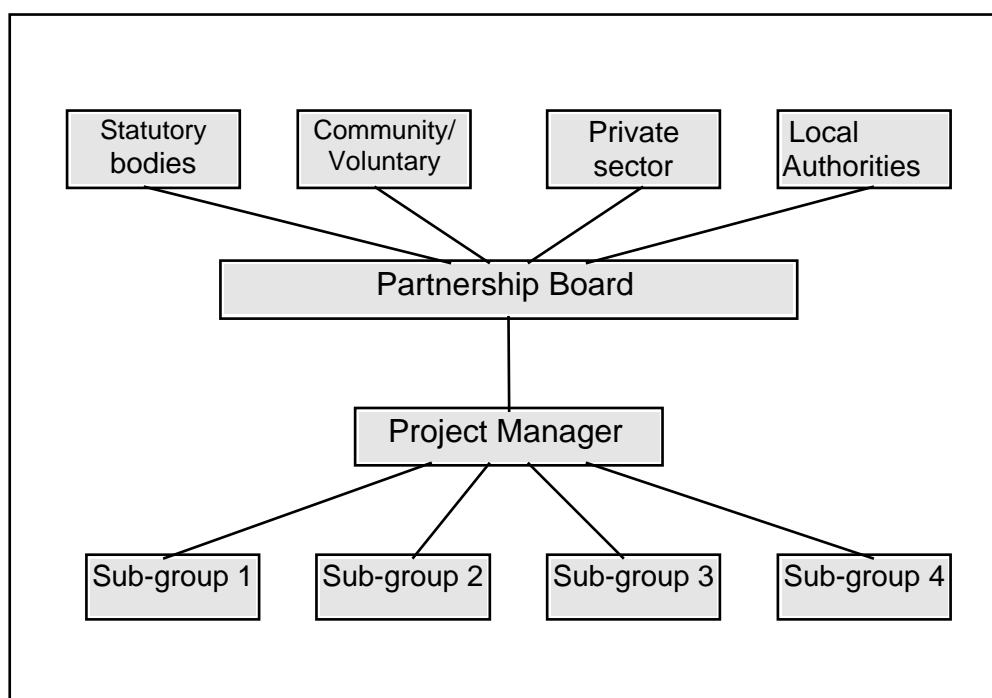 Statutory
bodies
Community/
Voluntary
Private
sector
Local
Authorities
Partnership Board
Project Manager
Sub-group 1
Sub-group 2
Sub-group 3
Sub-group 4